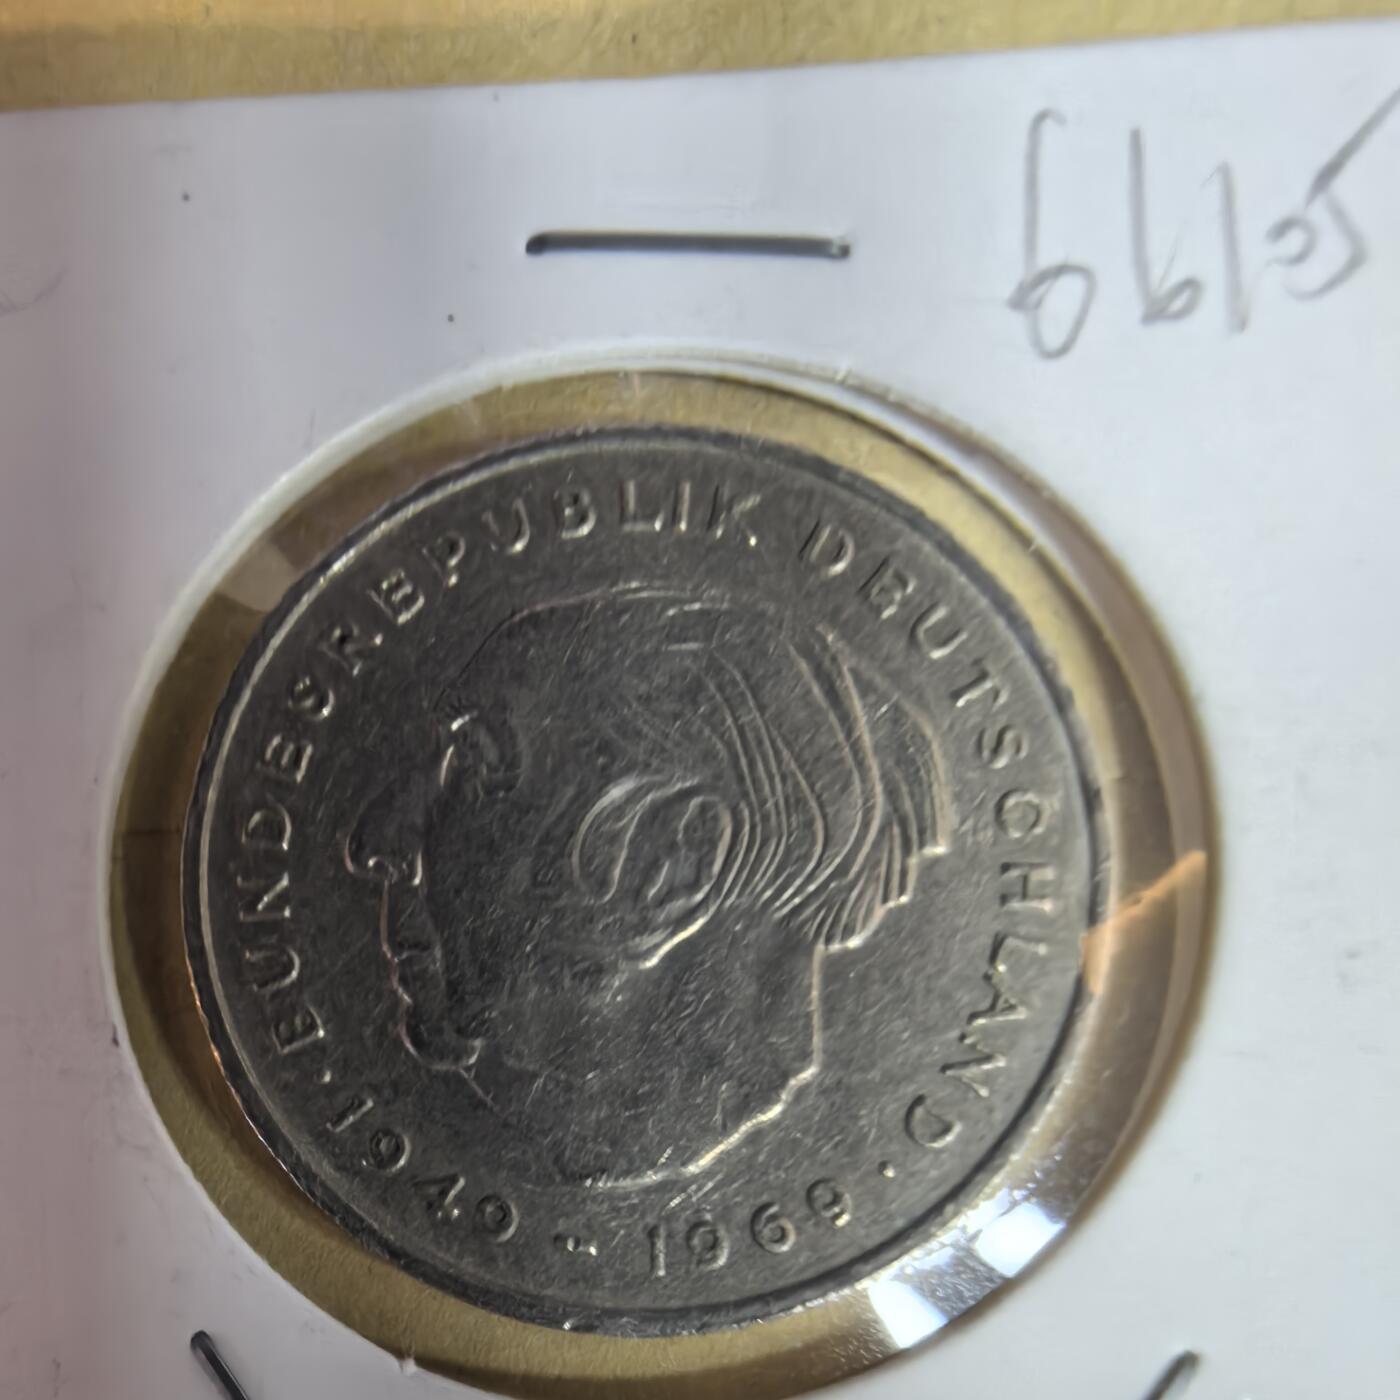 BUNDESREPUBLIK DEUTSCHLAND
· 1949 - 1969 ·